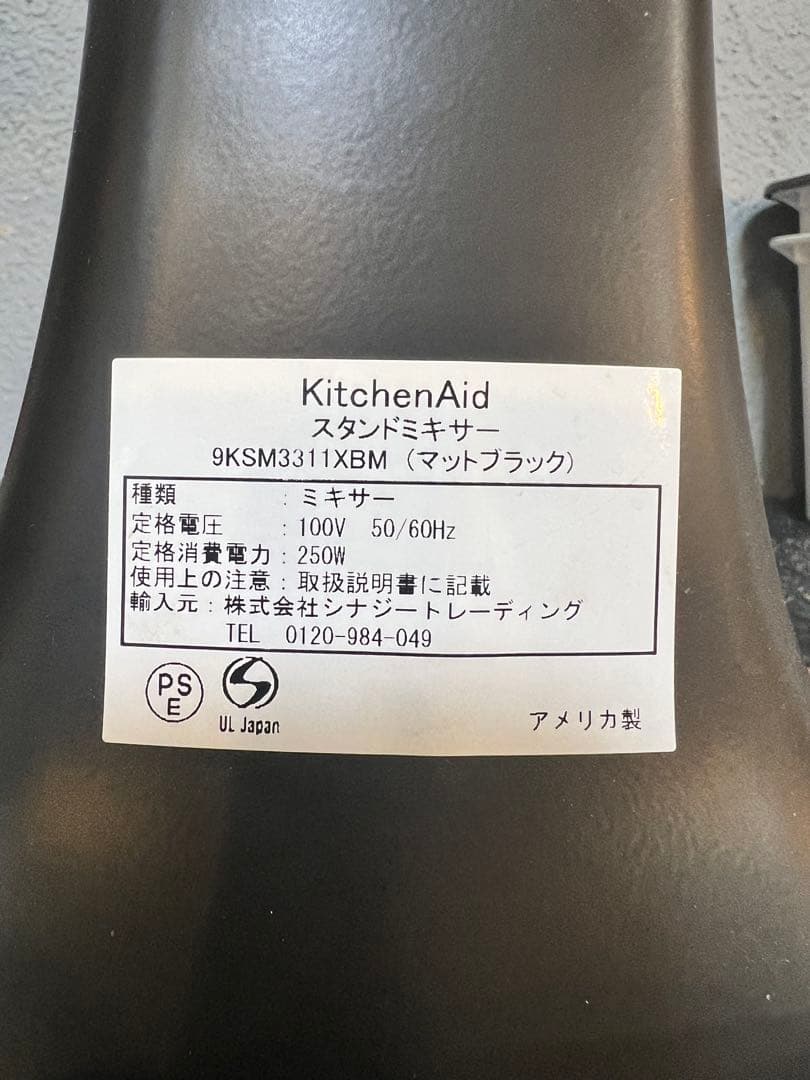 KitchenAid
スタンドミキサー
9KSM3311XBM (マットブラック)
種類 : ミキサー
定格電圧 : 100V 50/60Hz
定格消費電力 : 250W
使用上の注意 : 取扱説明書に記載
輸入元 : 株式会社シナジートレーディング
TEL 0120-984-049
PS
E
UL Japan
アメリカ製